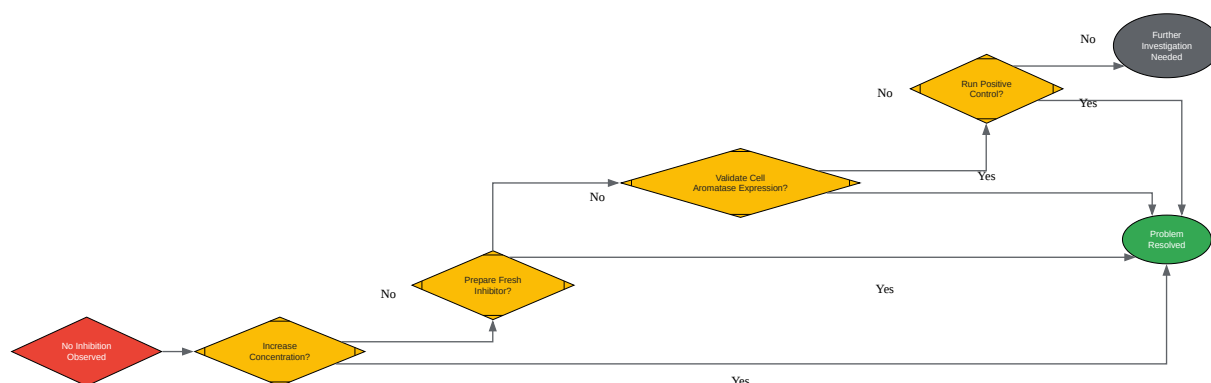 Further
Investigation
Needed
No
Run Positive
Control?
No
Yes
Validate Cell
Aromatase Expression?
Yes
No
Problem
Resolved
Prepare Fresh
Inhibitor?
No
Yes
No Inhibition
Observed
Increase
Concentration?
Yes